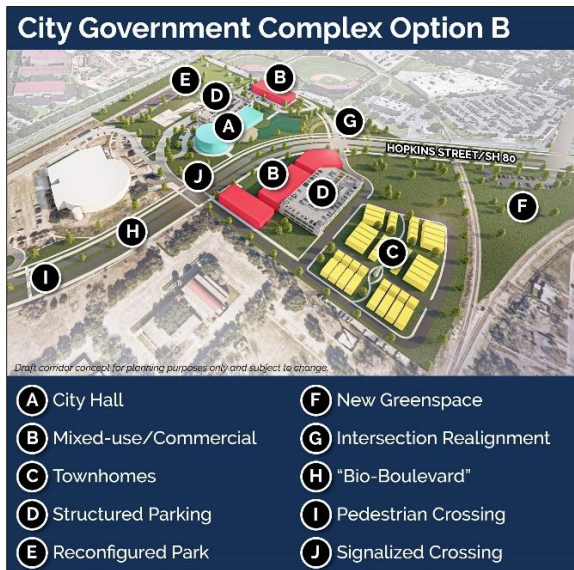 City Government Complex Option B
E
B
D
A
G
HOPKINS STREET/SH 80
J
B
D
F
H
C
I
Draft corridor concept for planning purposes only and subject to change.
A City Hall
B Mixed-use/Commercial
C Townhomes
D Structured Parking
E Reconfigured Park
F New Greenspace
G Intersection Realignment
H "Bio-Boulevard"
I Pedestrian Crossing
J Signalized Crossing